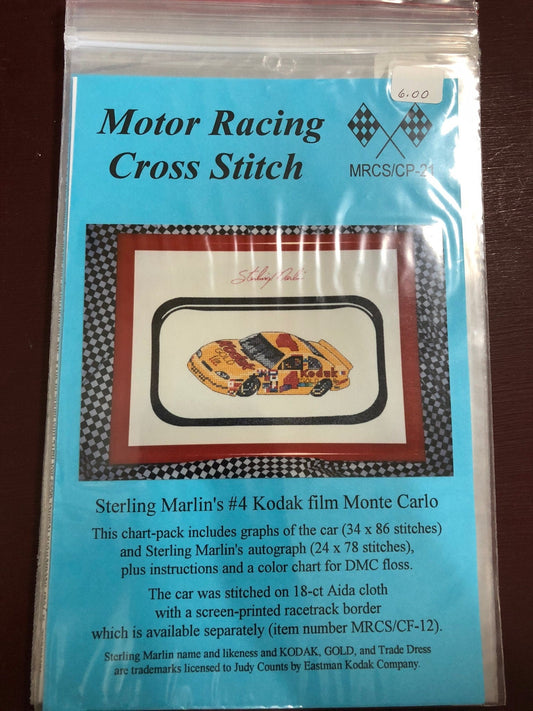 6.00
Motor Racing
Cross Stitch
MRCS/CP-21
Sterling Marlin
4
Kodak
Sterling Marlin's #4 Kodak film Monte Carlo
This chart-pack includes graphs of the car (34 x 86 stitches)
and Sterling Marlin's autograph (24 x 78 stitches),
plus instructions and a color chart for DMC floss.
The car was stitched on 18-ct Aida cloth
with a screen-printed racetrack border
which is available separately (item number MRCS/CF-12).
Sterling Marlin name and likeness and KODAK, GOLD, and Trade Dress
are trademarks licensed to Judy Counts by Eastman Kodak Company.